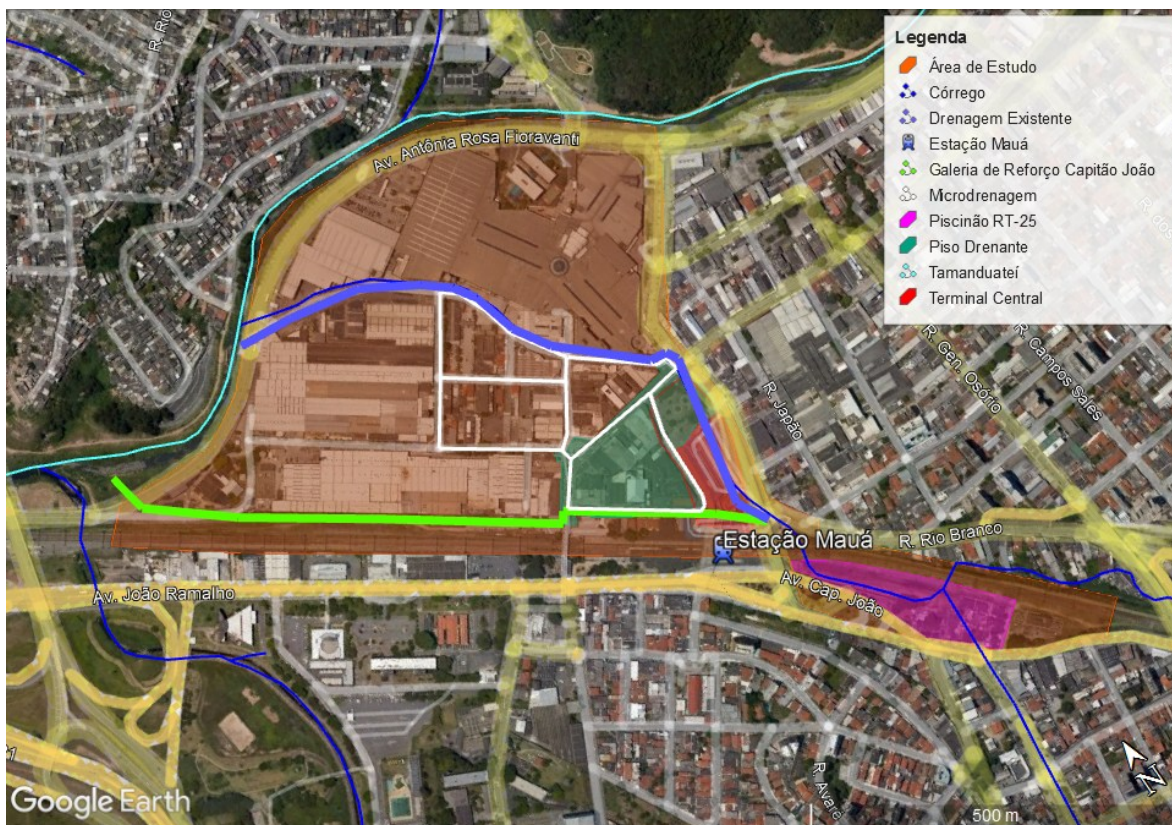 R. Rio
Av. Antônia Rosa Fioravanti
Legenda
Área de Estudo
Córrego
Drenagem Existente
Estação Mauá
Galeria de Reforço Capitão João
Microdrenagem
Piscinão RT-25
Piso Drenante
Tamanduateí
Terminal Central
R. Gen. Osório
R. Campos Sales
R. Japão
Estação Mauá
R. Rio Branco
Av. Cap. João
Av. João Ramalho
R. Avaré
Google Earth
500 m
N